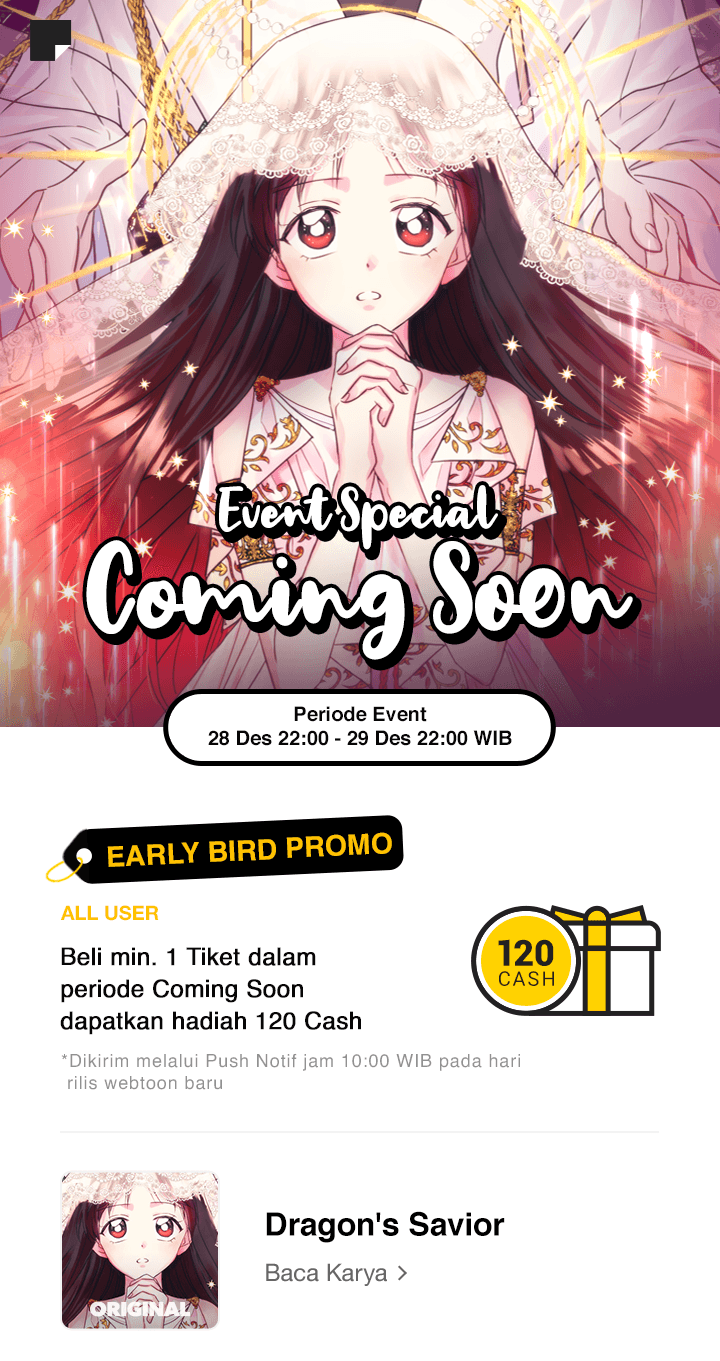 Event Special
Coming Soon
Periode Event
28 Des 22:00 - 29 Des 22:00 WIB
EARLY BIRD PROMO
ALL USER
Beli min. 1 Tiket dalam
periode Coming Soon
dapatkan hadiah 120 Cash
120
CASH
*Dikirim melalui Push Notif jam 10:00 WIB pada hari
rilis webtoon baru
ORIGINAL
Dragon's Savior
Baca Karya >